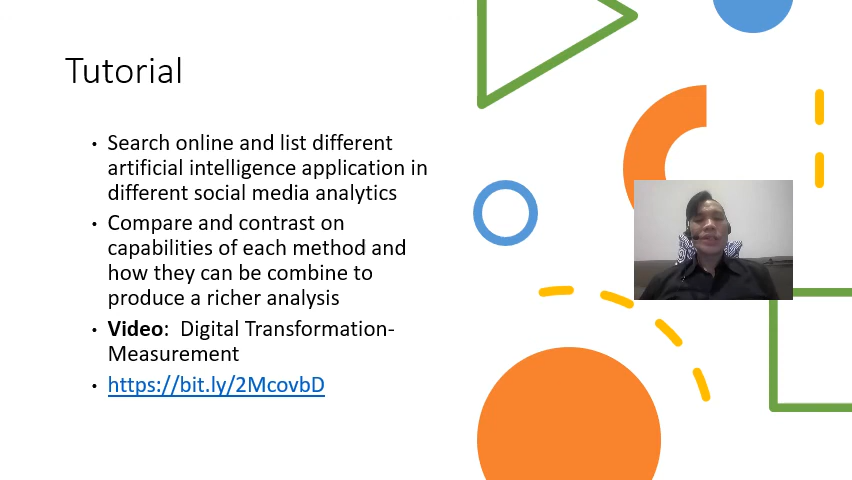 Tutorial
• Search online and list different
artificial intelligence application in
different social media analytics
• Compare and contrast on
capabilities of each method and
how they can be combine to
produce a richer analysis
• Video:  Digital Transformation-
Measurement
• https://bit.ly/2McovbD